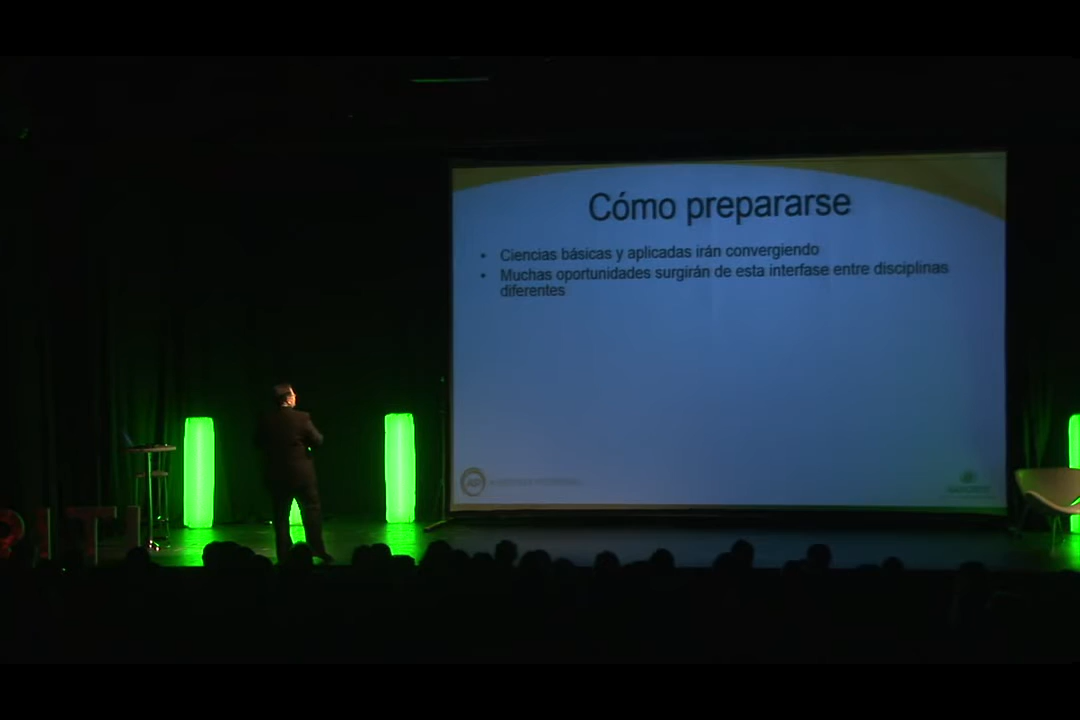 Cómo prepararse
• Ciencias básicas y aplicadas irán convergiendo
• Muchas oportunidades surgirán de esta interfase entre disciplinas
diferentes